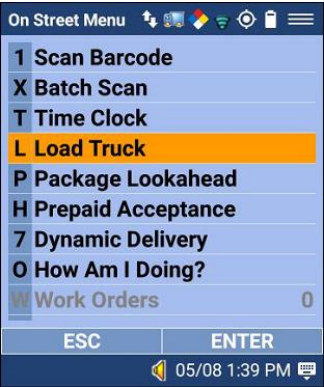 On Street Menu
1 Scan Barcode
X Batch Scan
T Time Clock
L Load Truck
P Package Lookahead
H Prepaid Acceptance
7 Dynamic Delivery
O How Am I Doing?
W Work Orders 0
ESC ENTER
05/08 1:39 PM